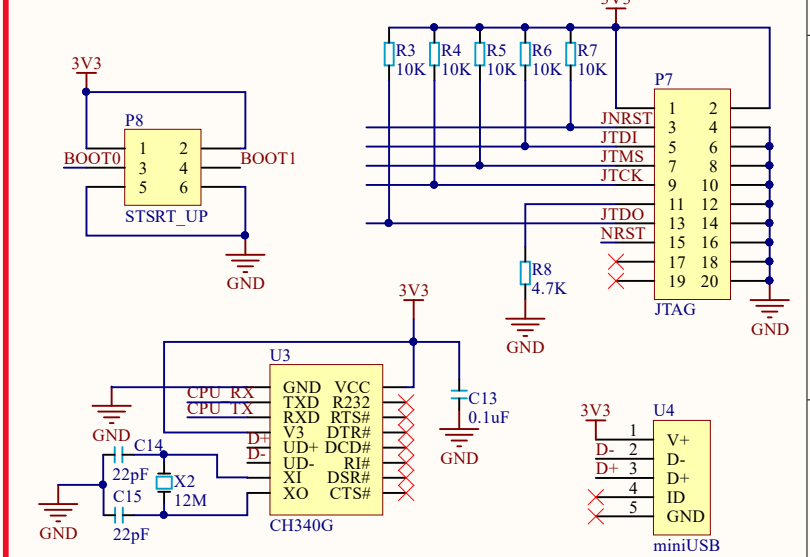 3V3
R3
10K
R4
10K
R5
10K
R6
10K
R7
10K
3V3
P8
1 2
3 4
5 6
BOOT0
BOOT1
STSRT_UP
GND
P7
1 2
3 4
5 6
7 8
9 10
11 12
13 14
15 16
17 18
19 20
JNRST
JTDI
JTMS
JTCK
JTDO
NRST
JTAG
GND
R8
4.7K
GND
3V3
U3
GND VCC
TXD R232
RXD RTS#
V3 DTR#
UD+ DCD#
UD- RI#
XI DSR#
XO CTS#
CH340G
CPU_RX
CPU_TX
D+
D-
GND
C14
22pF
X2
12M
C15
22pF
GND
C13
0.1uF
GND
3V3
U4
1 V+
D- 2 D-
D+ 3 D+
4 ID
5 GND
miniUSB